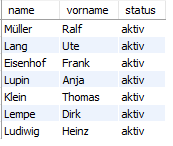 name vorname status
Müller Ralf aktiv
Lang Ute aktiv
Eisenhof Frank aktiv
Lupin Anja aktiv
Klein Thomas aktiv
Lempe Dirk aktiv
Ludiwig Heinz aktiv